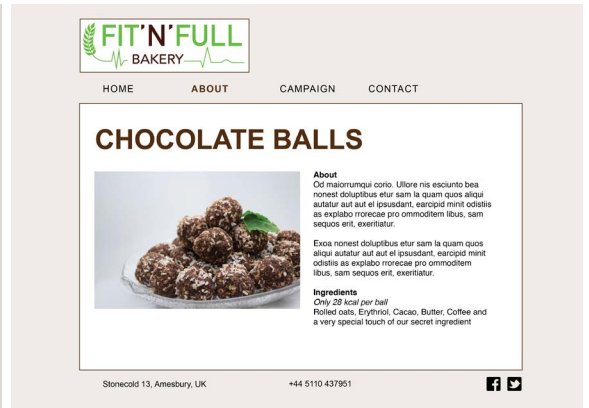 FIT'N'FULL
BAKERY
HOME ABOUT CAMPAIGN CONTACT
CHOCOLATE BALLS
About
Od maiorrumqui corio. Ullore nis esciunto bea
nonest doluptibus etur sam la quam quos aliqui
autatur aut aut el ipsusdant, earcipid minit odistiis
as explabo rrorecae pro ommoditem libus, sam
sequos erit, exeritiatur.
Exoa nonest doluptibus etur sam la quam quos
aliqui autatur aut aut el ipsusdant, earcipid minit
odistiis as explabo rrorecae pro ommoditem
libus, sam sequos erit, exeritiatur.
Ingredients
Only 28 kcal per ball
Rolled oats, Erythriol, Cacao, Butter, Coffee and
a very special touch of our secret ingredient
Stonecold 13, Amesbury, UK +44 5110 437951